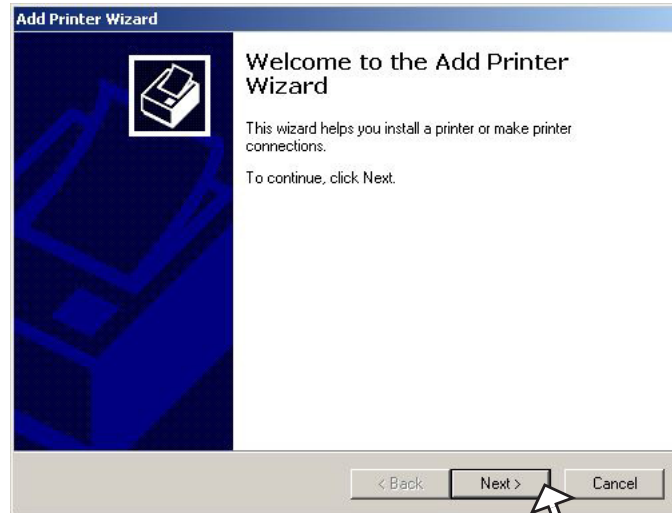 Add Printer Wizard
Welcome to the Add Printer
Wizard
This wizard helps you install a printer or make printer
connections.
To continue, click Next.
< Back
Next >
Cancel